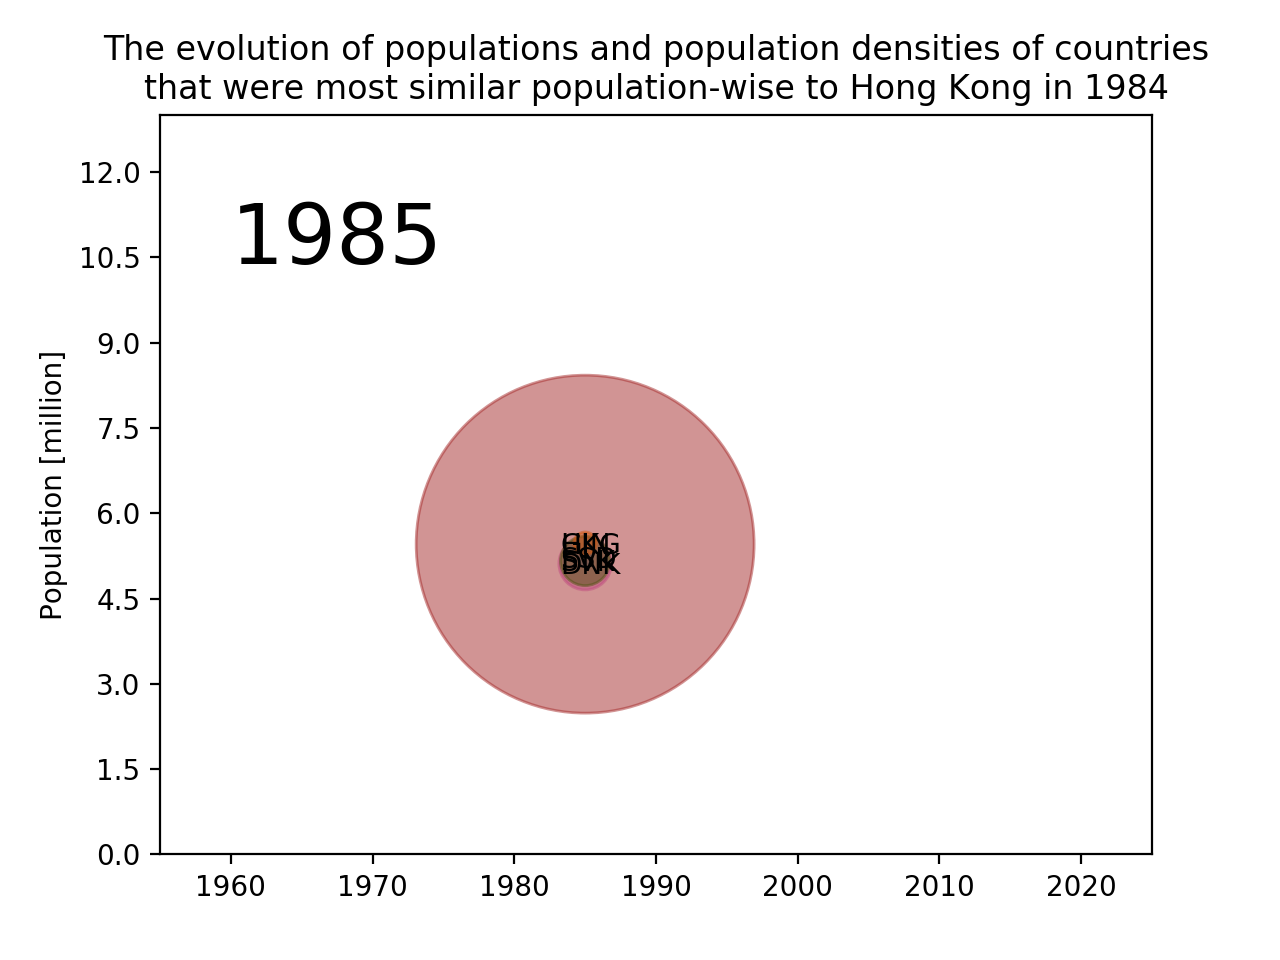 The evolution of populations and population densities of countries
that were most similar population-wise to Hong Kong in 1984
12.0
1985
10.5
9.0
Population [million]
7.5
6.0
HKG
DNK
4.5
3.0
1.5
0.0
1960 1970 1980 1990 2000 2010 2020